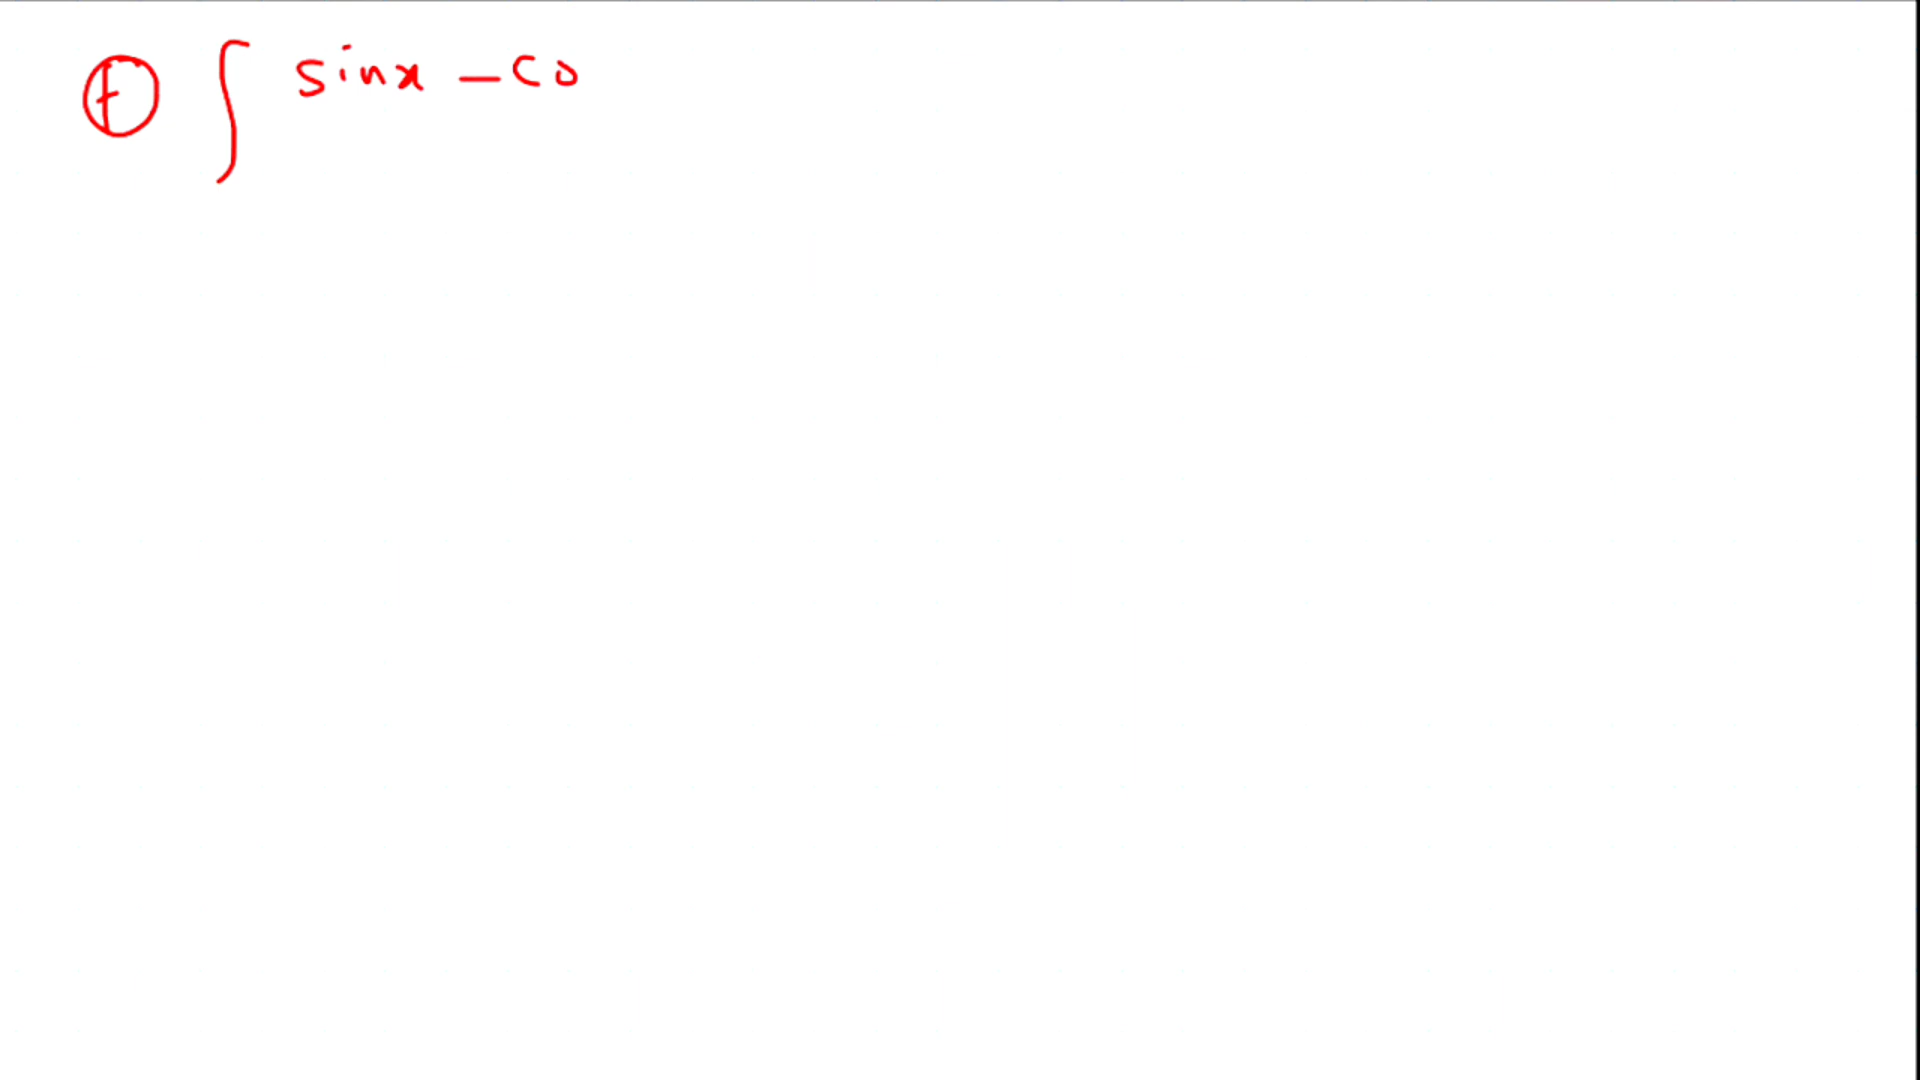 Ⓕ ∫ sinx - co